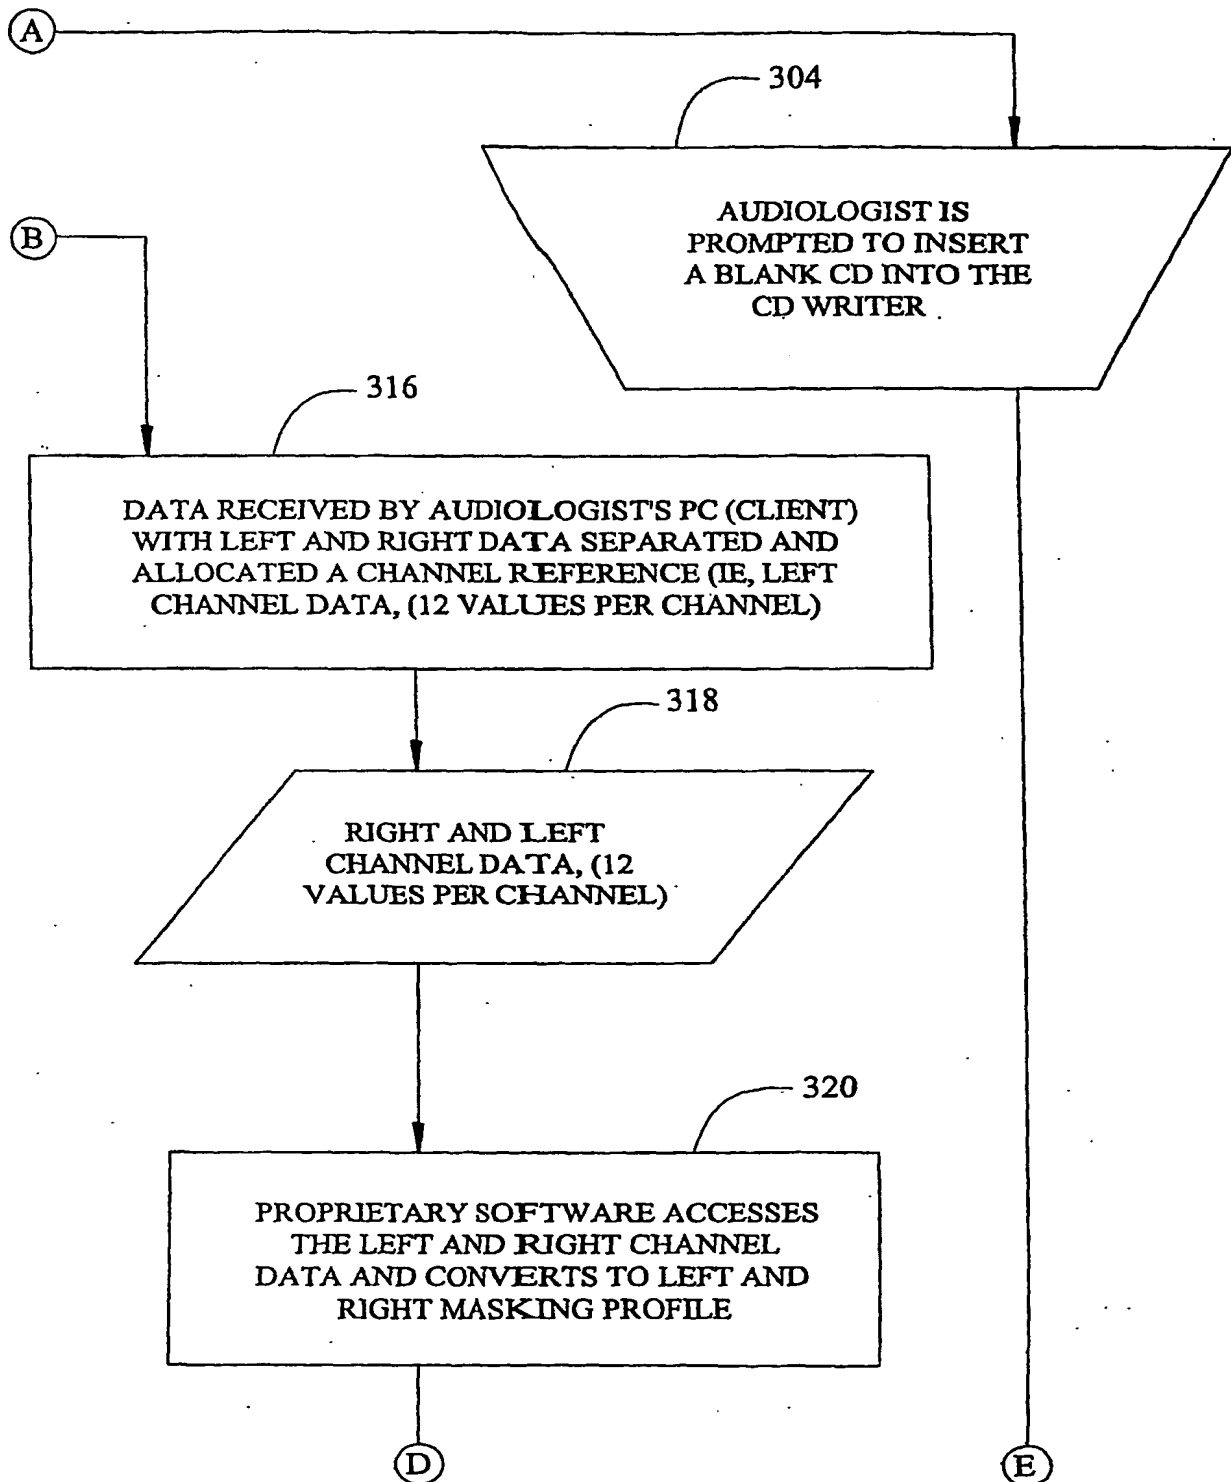 A
304
AUDIOLOGIST IS
PROMPTED TO INSERT
A BLANK CD INTO THE
CD WRITER
B
316
DATA RECEIVED BY AUDIOLOGIST'S PC (CLIENT)
WITH LEFT AND RIGHT DATA SEPARATED AND
ALLOCATED A CHANNEL REFERENCE (IE, LEFT
CHANNEL DATA, (12 VALUES PER CHANNEL)
318
RIGHT AND LEFT
CHANNEL DATA, (12
VALUES PER CHANNEL)
320
PROPRIETARY SOFTWARE ACCESSES
THE LEFT AND RIGHT CHANNEL
DATA AND CONVERTS TO LEFT AND
RIGHT MASKING PROFILE
D
E